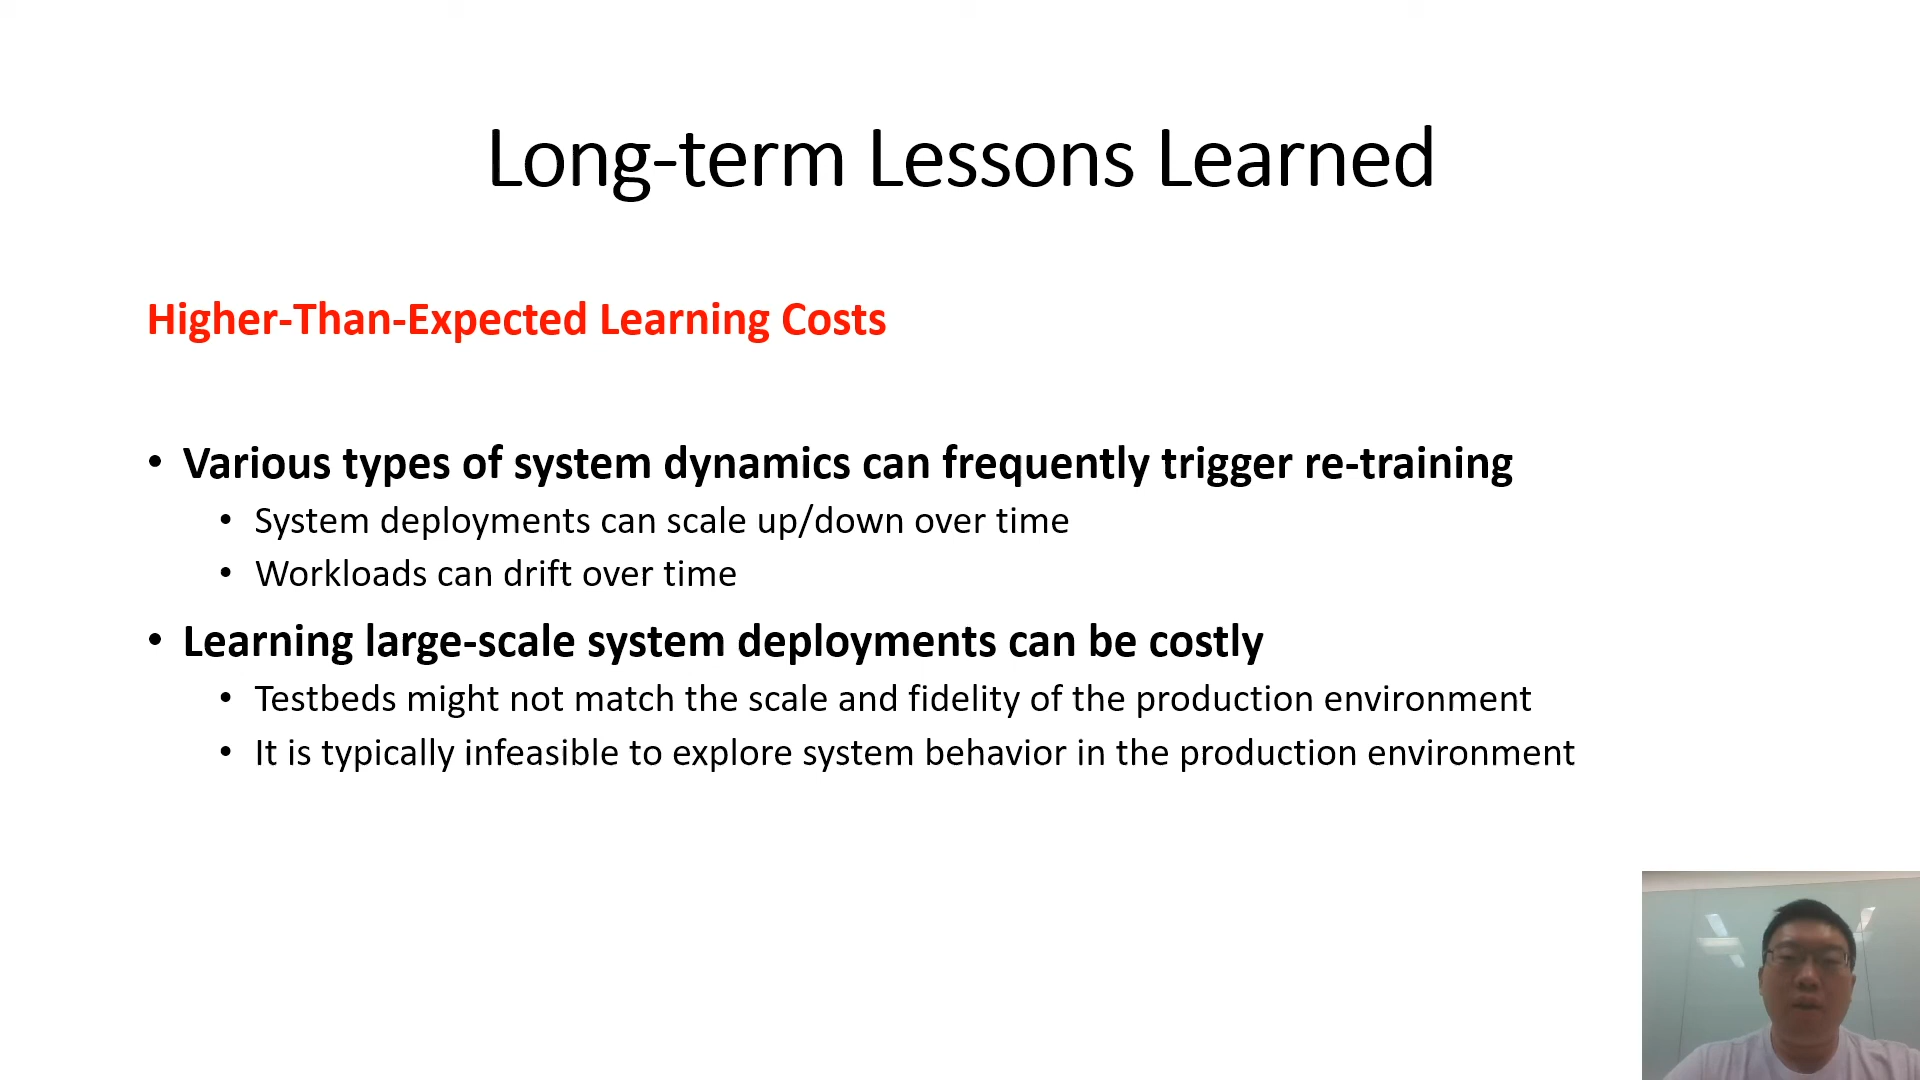 Long-term Lessons Learned
Higher-Than-Expected Learning Costs
• Various types of system dynamics can frequently trigger re-training
• System deployments can scale up/down over time
• Workloads can drift over time
• Learning large-scale system deployments can be costly
• Testbeds might not match the scale and fidelity of the production environment
• It is typically infeasible to explore system behavior in the production environment